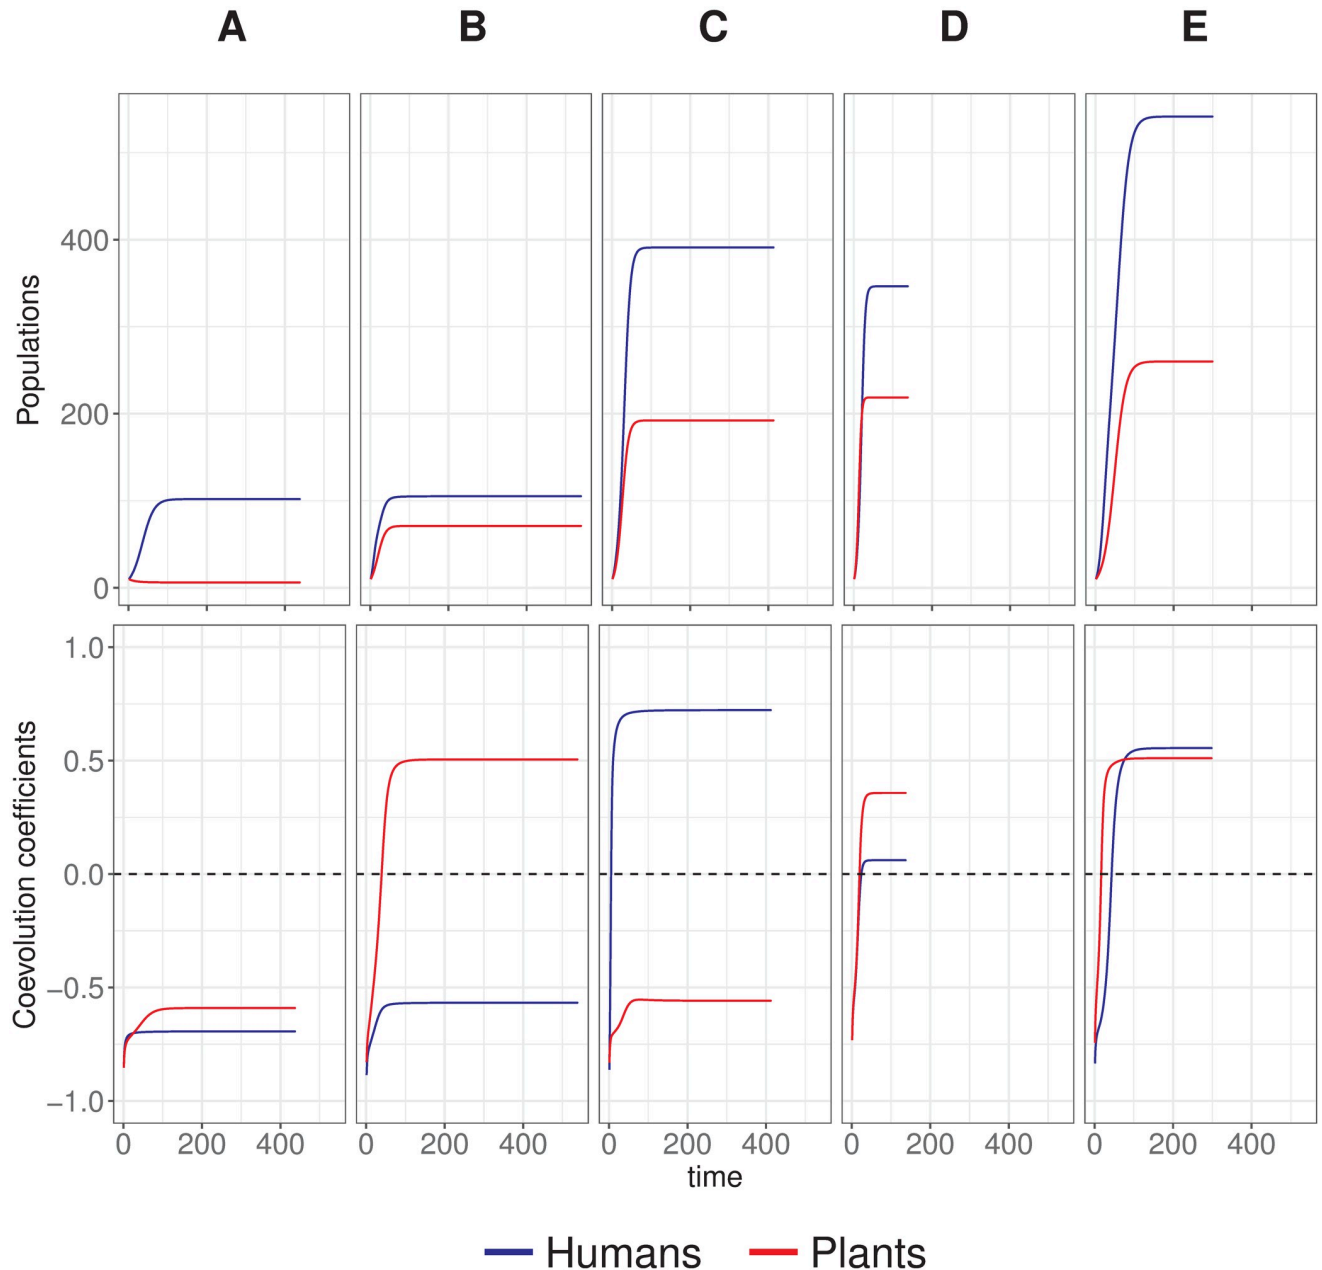 A B C D E
Populations
400
200
0
Coevolution coefficients
1.0
0.5
0.0
−0.5
−1.0
0 200 400 0 200 400 0 200 400 0 200 400 0 200 400
time
Humans Plants